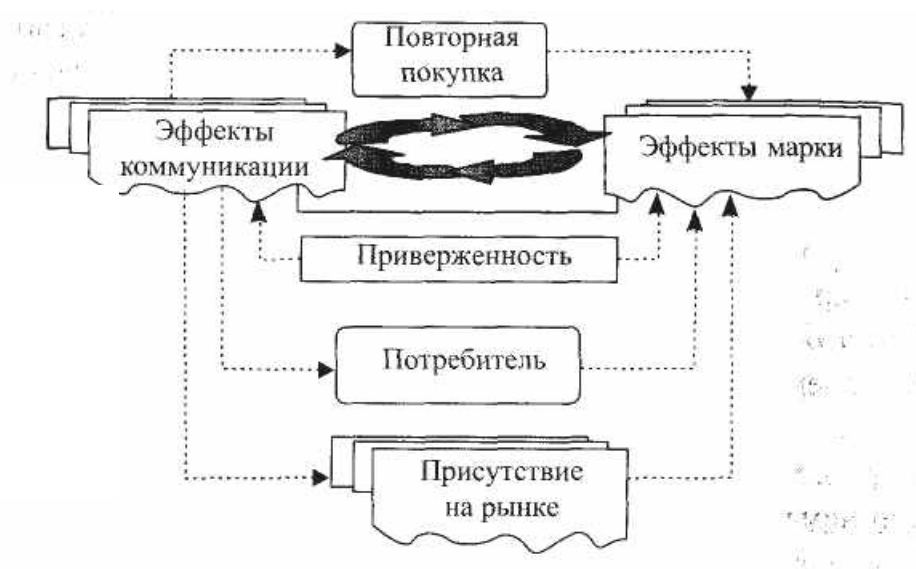 Повторная
покупка
Эффекты
коммуникации
Эффекты марки
Приверженность
Потребитель
Присутствие
на рынке